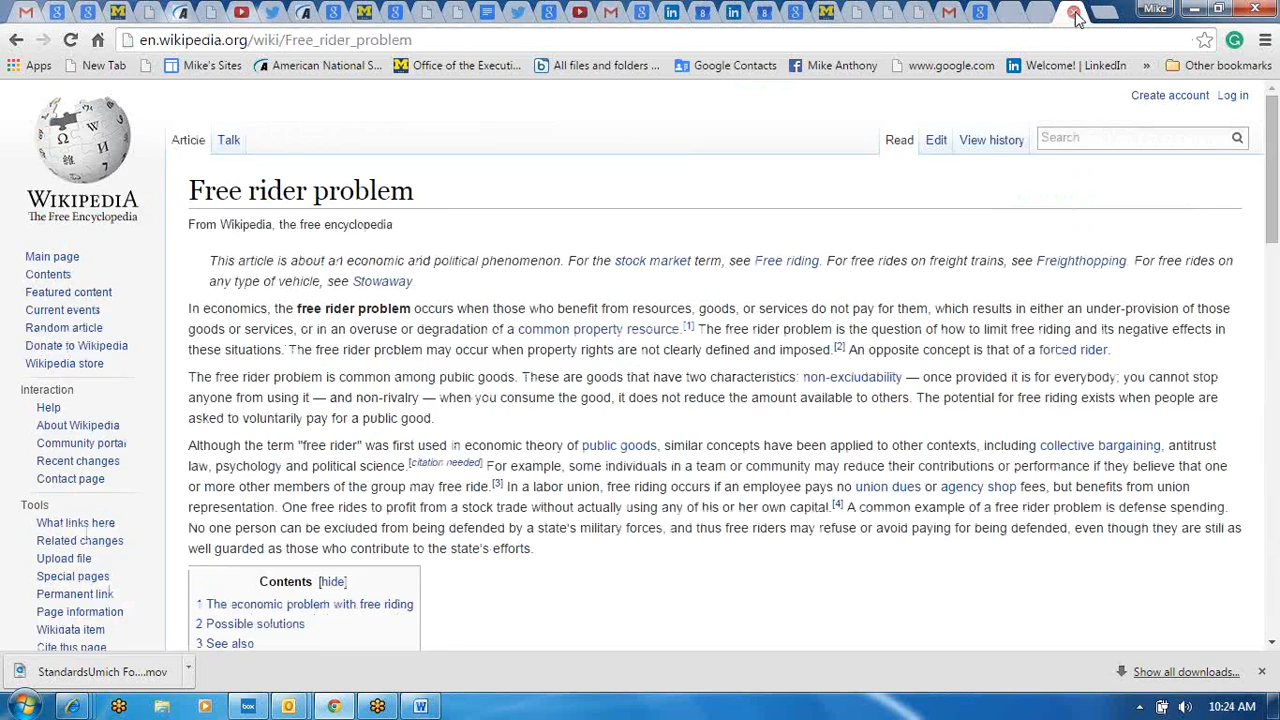 Mike
en.wikipedia.org/wiki/Free_rider_problem
Apps New Tab Mike's Sites American National S... Office of the Executi... All files and folders ... Google Contacts Mike Anthony www.google.com Welcome! | LinkedIn » Other bookmarks
Create account Log in
Article Talk Read Edit View history Search
WIKIPEDIA
The Free Encyclopedia
Main page
Contents
Featured content
Current events
Random article
Donate to Wikipedia
Wikipedia store
Interaction
Help
About Wikipedia
Community portal
Recent changes
Contact page
Tools
What links here
Related changes
Upload file
Special pages
Permanent link
Page information
Wikidata item
Cite this page
Free rider problem
From Wikipedia, the free encyclopedia
This article is about an economic and political phenomenon. For the stock market term, see Free riding. For free rides on freight trains, see Freighthopping. For free rides on
any type of vehicle, see Stowaway
In economics, the free rider problem occurs when those who benefit from resources, goods, or services do not pay for them, which results in either an under-provision of those
goods or services, or in an overuse or degradation of a common property resource.[1] The free rider problem is the question of how to limit free riding and its negative effects in
these situations. The free rider problem may occur when property rights are not clearly defined and imposed.[2] An opposite concept is that of a forced rider.
The free rider problem is common among public goods. These are goods that have two characteristics: non-excludability — once provided it is for everybody; you cannot stop
anyone from using it — and non-rivalry — when you consume the good, it does not reduce the amount available to others. The potential for free riding exists when people are
asked to voluntarily pay for a public good.
Although the term "free rider" was first used in economic theory of public goods, similar concepts have been applied to other contexts, including collective bargaining, antitrust
law, psychology and political science.[citation needed] For example, some individuals in a team or community may reduce their contributions or performance if they believe that one
or more other members of the group may free ride.[3] In a labor union, free riding occurs if an employee pays no union dues or agency shop fees, but benefits from union
representation. One free rides to profit from a stock trade without actually using any of his or her own capital.[4] A common example of a free rider problem is defense spending.
No one person can be excluded from being defended by a state's military forces, and thus free riders may refuse or avoid paying for being defended, even though they are still as
well guarded as those who contribute to the state's efforts.
Contents [hide]
1 The economic problem with free riding
2 Possible solutions
3 See also
StandardsUmich Fo....mov Show all downloads...
10:24 AM